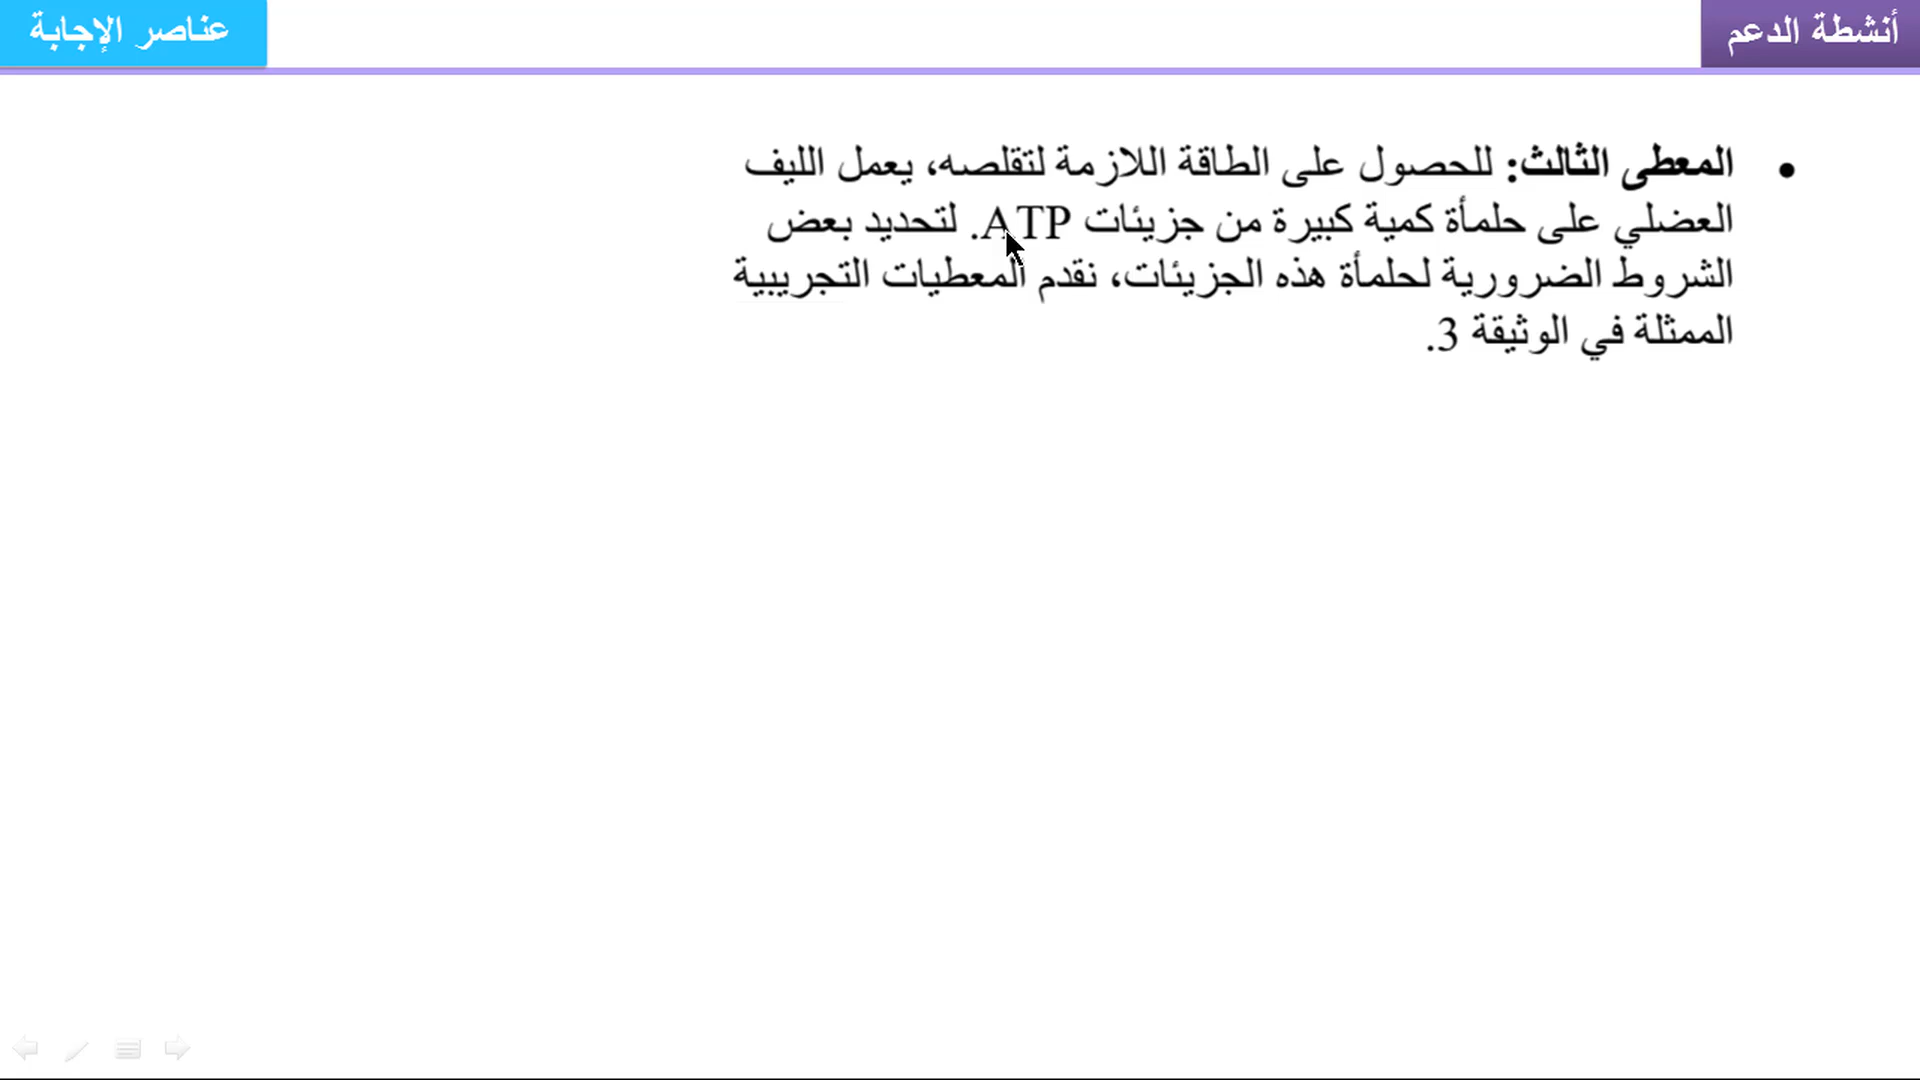 أنشطة الدعم
عناصر الإجابة
• المعطى الثالث: للحصول على الطاقة اللازمة لتقلصه، يعمل الليف
العضلي على حلمأة كمية كبيرة من جزيئات ATP. لتحديد بعض
الشروط الضرورية لحلمأة هذه الجزيئات، نقدم المعطيات التجريبية
الممثلة في الوثيقة 3.